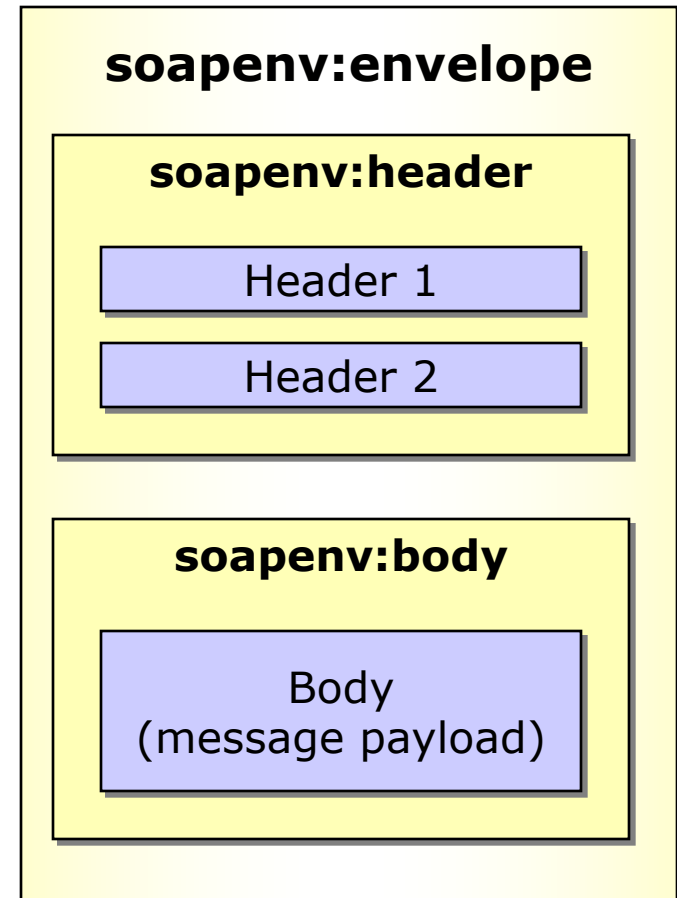 soapenv:envelope
soapenv:header
Header 1
Header 2
soapenv:body
Body
(message payload)